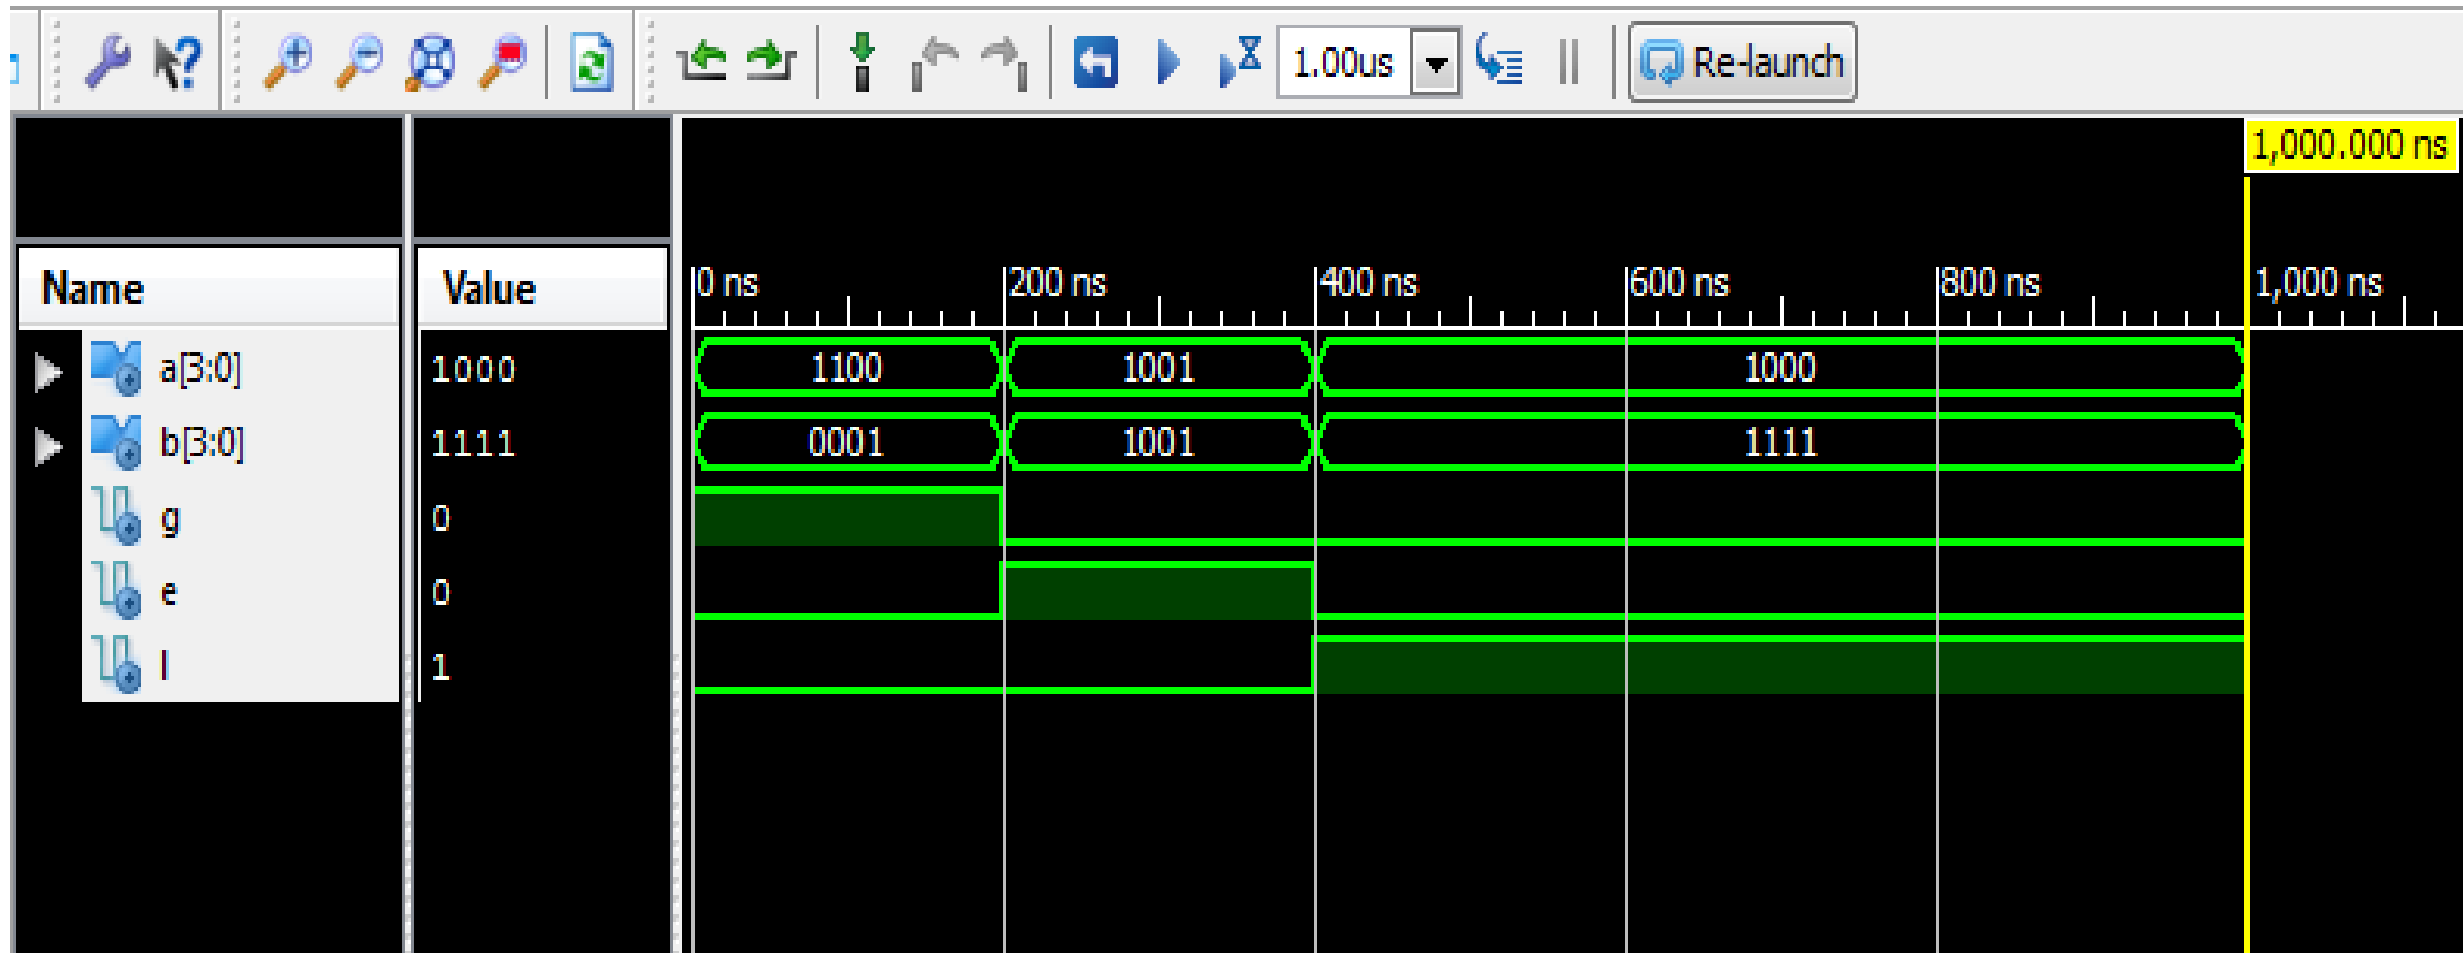 1.00us Re-launch
1,000.000 ns
Name Value 0 ns 200 ns 400 ns 600 ns 800 ns 1,000 ns
a[3:0] 1000 1100 1001 1000
b[3:0] 1111 0001 1001 1111
g 0
e 0
l 1